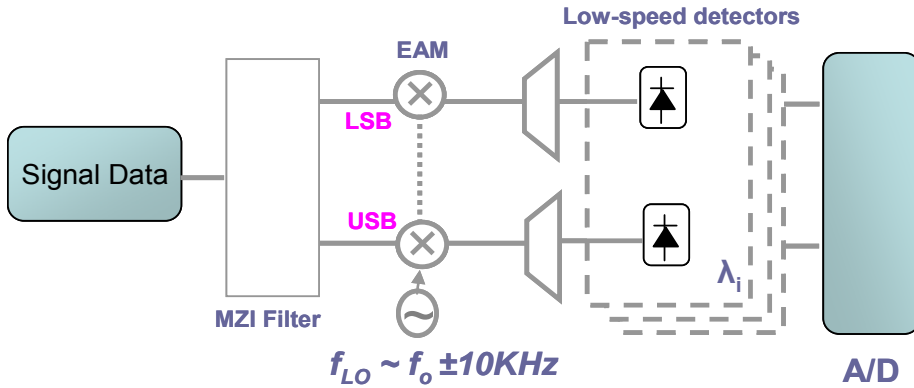 Low-speed detectors
EAM
LSB
Signal Data
USB
λi
MZI Filter
~
fLO ~ fo ±10KHz
A/D